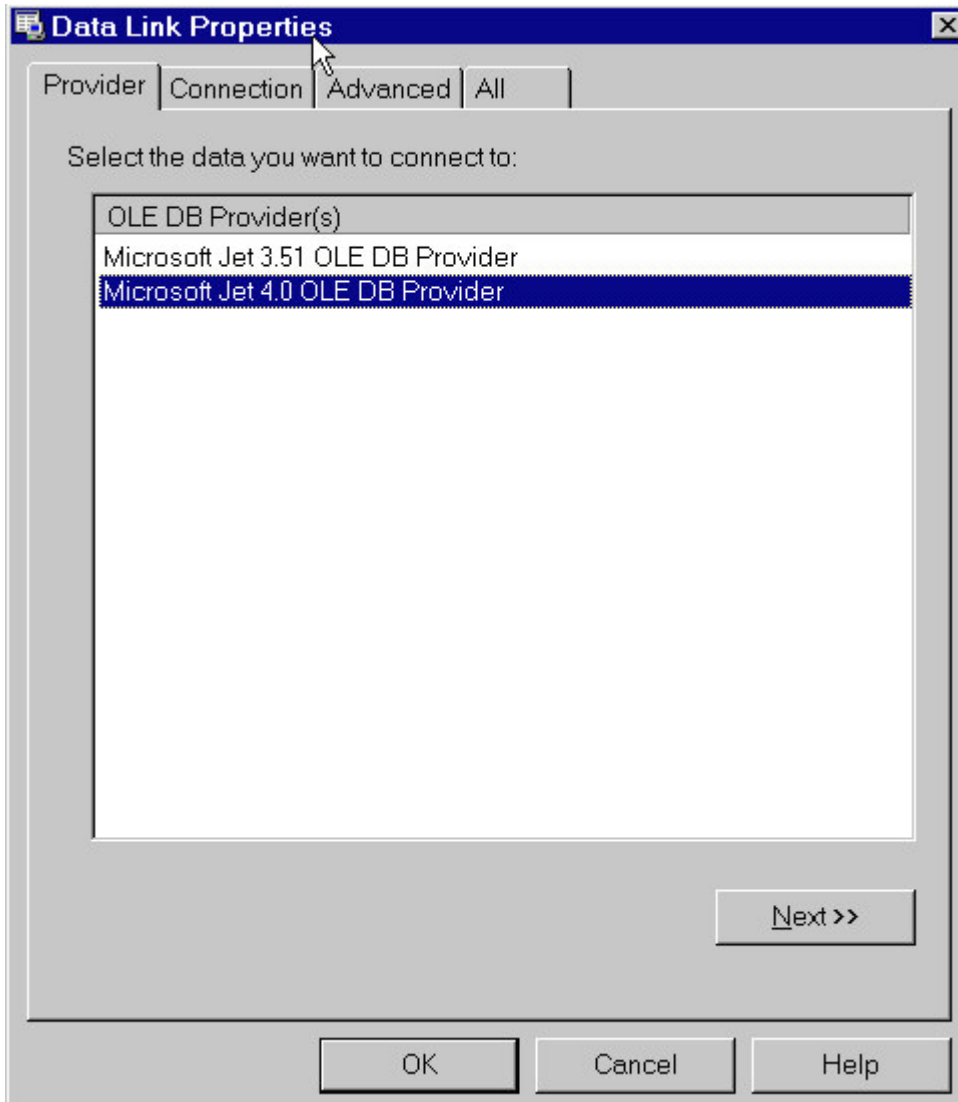 Data Link Properties
Provider Connection Advanced All
Select the data you want to connect to:
OLE DB Provider(s)
Microsoft Jet 3.51 OLE DB Provider
Microsoft Jet 4.0 OLE DB Provider
Next >>
OK Cancel Help